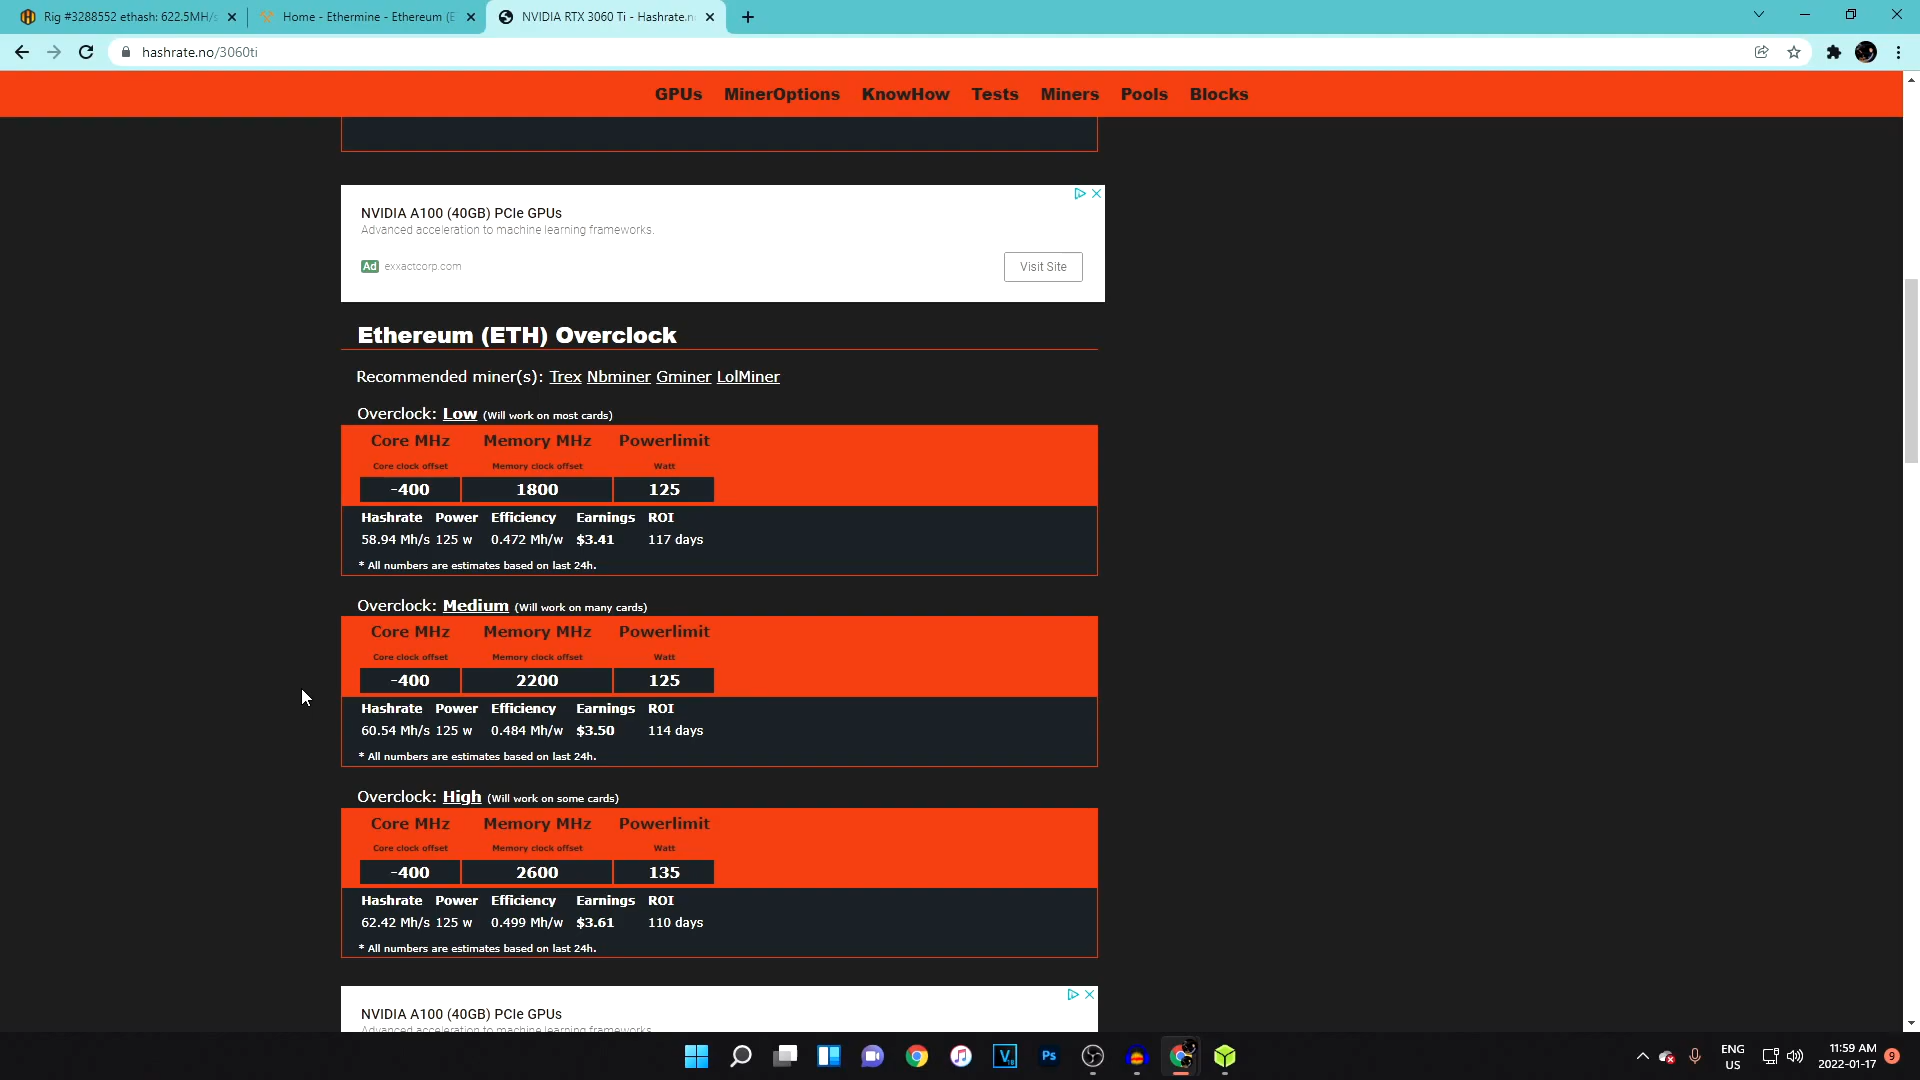 Rig #3288552 ethash: 622.5MH/s
Home - Ethermine - Ethereum (E
NVIDIA RTX 3060 Ti - Hashrate.n
hashrate.no/3060ti
GPUs MinerOptions KnowHow Tests Miners Pools Blocks
NVIDIA A100 (40GB) PCIe GPUs
Advanced acceleration to machine learning frameworks.
Ad exxactcorp.com
Visit Site
Ethereum (ETH) Overclock
Recommended miner(s): Trex Nbminer Gminer LolMiner
Overclock: Low (Will work on most cards)
Core MHz Memory MHz Powerlimit
Core clock offset Memory clock offset Watt
-400 1800 125
Hashrate Power Efficiency Earnings ROI
58.94 Mh/s 125 w 0.472 Mh/w $3.41 117 days
* All numbers are estimates based on last 24h.
Overclock: Medium (Will work on many cards)
Core MHz Memory MHz Powerlimit
Core clock offset Memory clock offset Watt
-400 2200 125
Hashrate Power Efficiency Earnings ROI
60.54 Mh/s 125 w 0.484 Mh/w $3.50 114 days
* All numbers are estimates based on last 24h.
Overclock: High (Will work on some cards)
Core MHz Memory MHz Powerlimit
Core clock offset Memory clock offset Watt
-400 2600 135
Hashrate Power Efficiency Earnings ROI
62.42 Mh/s 125 w 0.499 Mh/w $3.61 110 days
* All numbers are estimates based on last 24h.
NVIDIA A100 (40GB) PCIe GPUs
Advanced acceleration to machine learning frameworks.
Ps
ENG
US
11:59 AM
2022-01-17
9